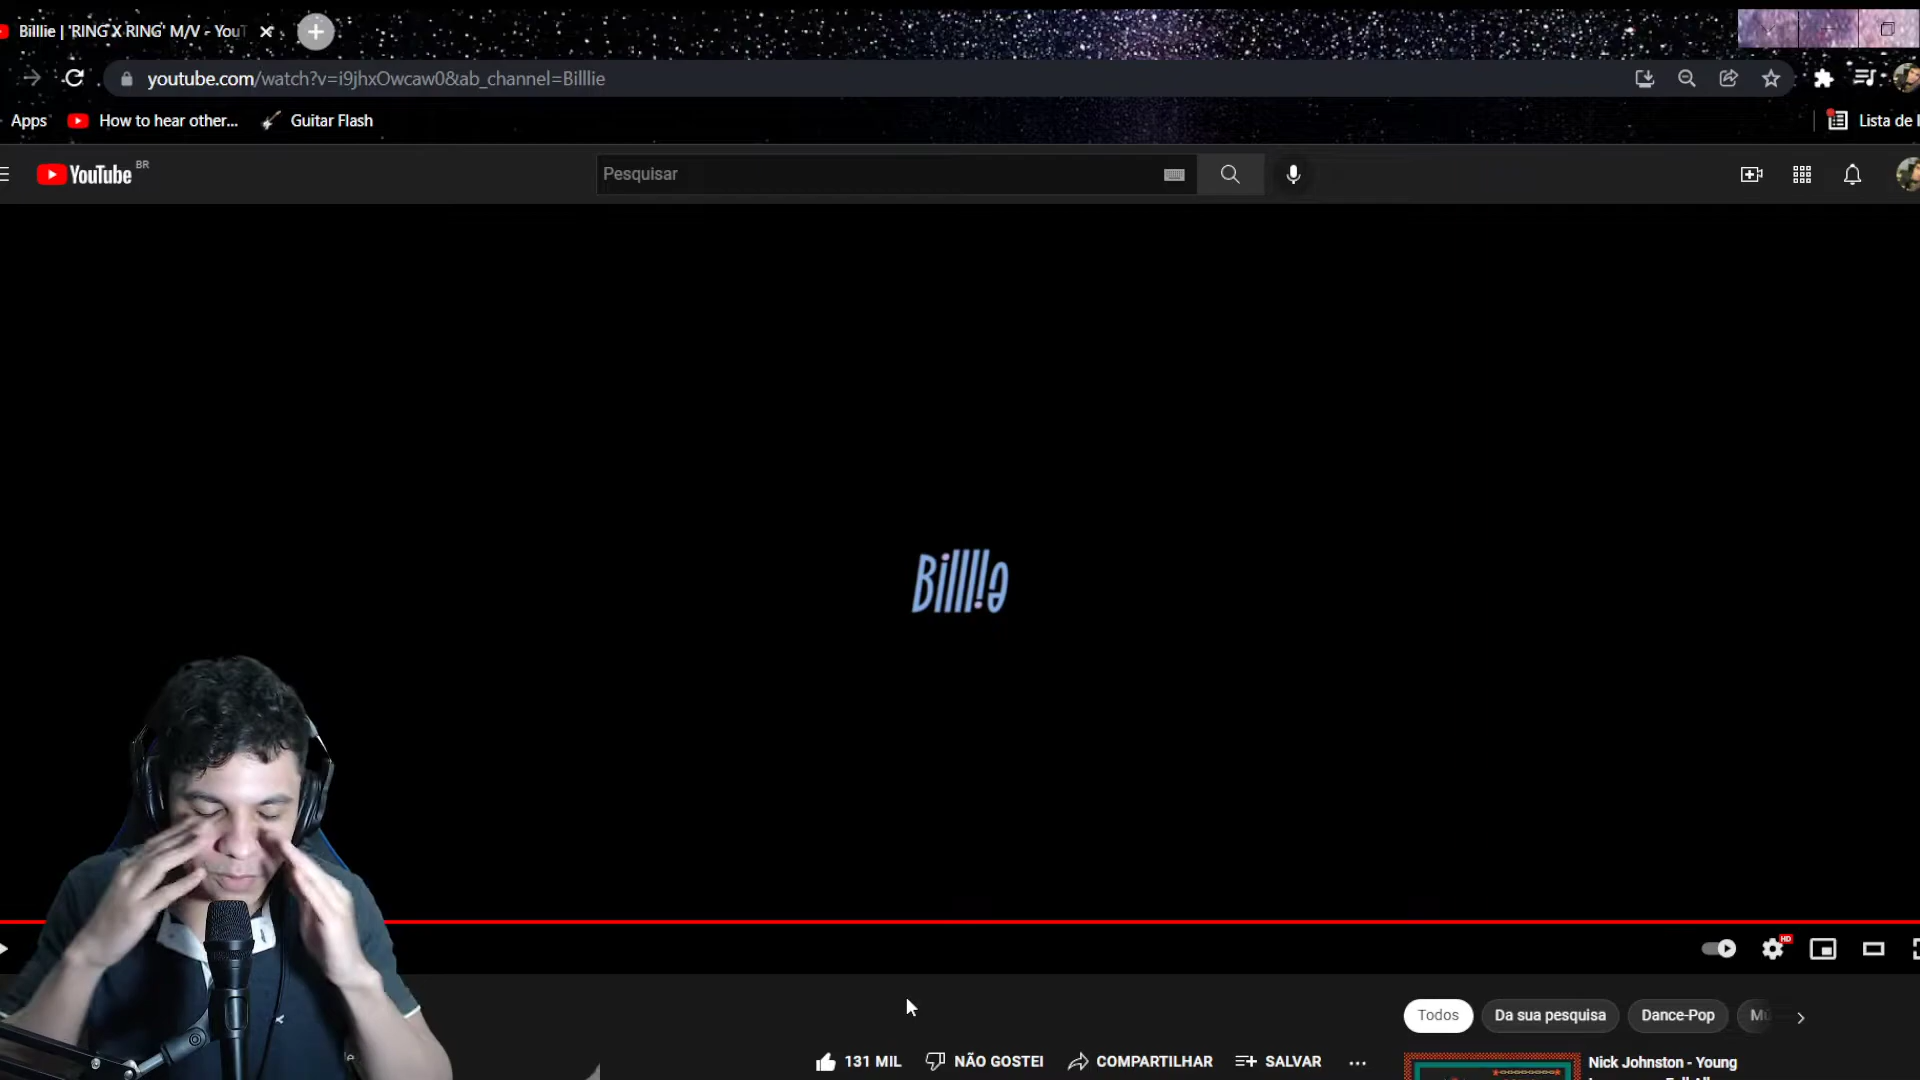 Billlie | 'RING X RING' M/V - YouT
youtube.com/watch?v=i9jhxOwcaw0&ab_channel=Billlie
Apps
How to hear other...
Guitar Flash
Lista de l
YouTube BR
Pesquisar
Billlie
HD
Todos
Da sua pesquisa
Dance-Pop
131 MIL
NÃO GOSTEI
COMPARTILHAR
SALVAR
Nick Johnston - Young